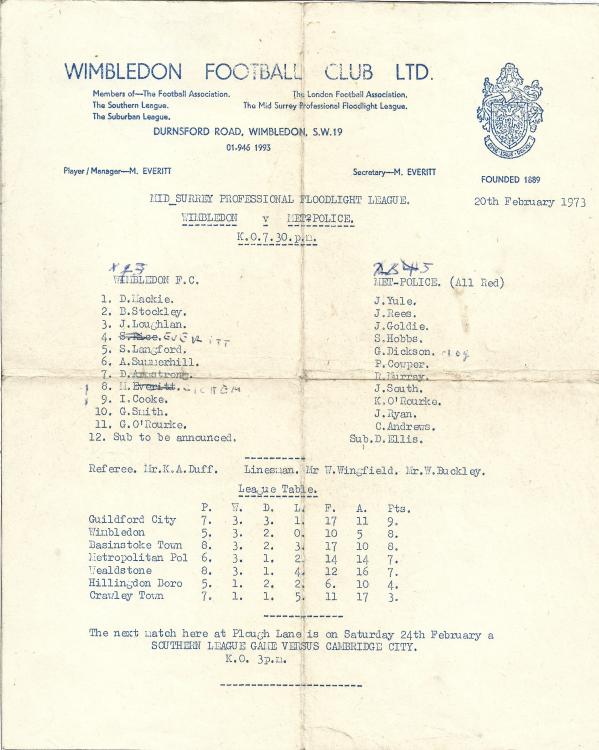 WIMBLEDON FOOTBALL CLUB LTD.
Members of—The Football Association. The London Football Association.
The Southern League. The Mid Surrey Professional Floodlight League.
The Suburban League.
DURNSFORD ROAD, WIMBLEDON, S.W.19
01-946 1993
Player/Manager—M. EVERITT Secretary—M. EVERITT
FOUNDED 1889
MID SURREY PROFESSIONAL FLOODLIGHT LEAGUE. 20th February 1973
WIMBLEDON v MET-POLICE.
K.O.7.30.p.m.
WIMBLEDON F.C. MET-POLICE. (All Red)
1. D.Mackie. J.Yule.
2. B.Stockley. J.Rees.
3. J.Loughlan. J.Goldie.
4. S.Rice. EVERITT S.Hobbs.
5. S.Langford. G.Dickson.
6. A.Summerhill. P.Cowper.
7. D.Armstrong. R.Murray.
8. M.Everitt. J.South.
9. I.Cooke. K.O'Rourke.
10. G.Smith. J.Ryan.
11. G.O'Rourke. C.Andrews.
12. Sub to be announced. Sub.D.Ellis.
Referee. Mr.K.A.Duff. Linesman. Mr W.Wingfield. Mr.W.Buckley.
League Table.
P. W. D. L. F. A. Pts.
Guildford City 7. 3. 3. 1. 17 11 9.
Wimbledon 5. 3. 2. 0. 10 5 8.
Basinstoke Town 8. 3. 2. 3. 17 10 8.
Metropolitan Pol 6. 3. 1. 2. 14 14 7.
Wealdstone 8. 3. 1. 4. 12 16 7.
Hillingdon Boro 5. 1. 2. 2. 6. 10 4.
Crawley Town 7. 1. 1. 5. 11 17 3.
The next match here at Plough Lane is on Saturday 24th February a
SOUTHERN LEAGUE GAME VERSUS CAMBRIDGE CITY.
K.O. 3p.m.